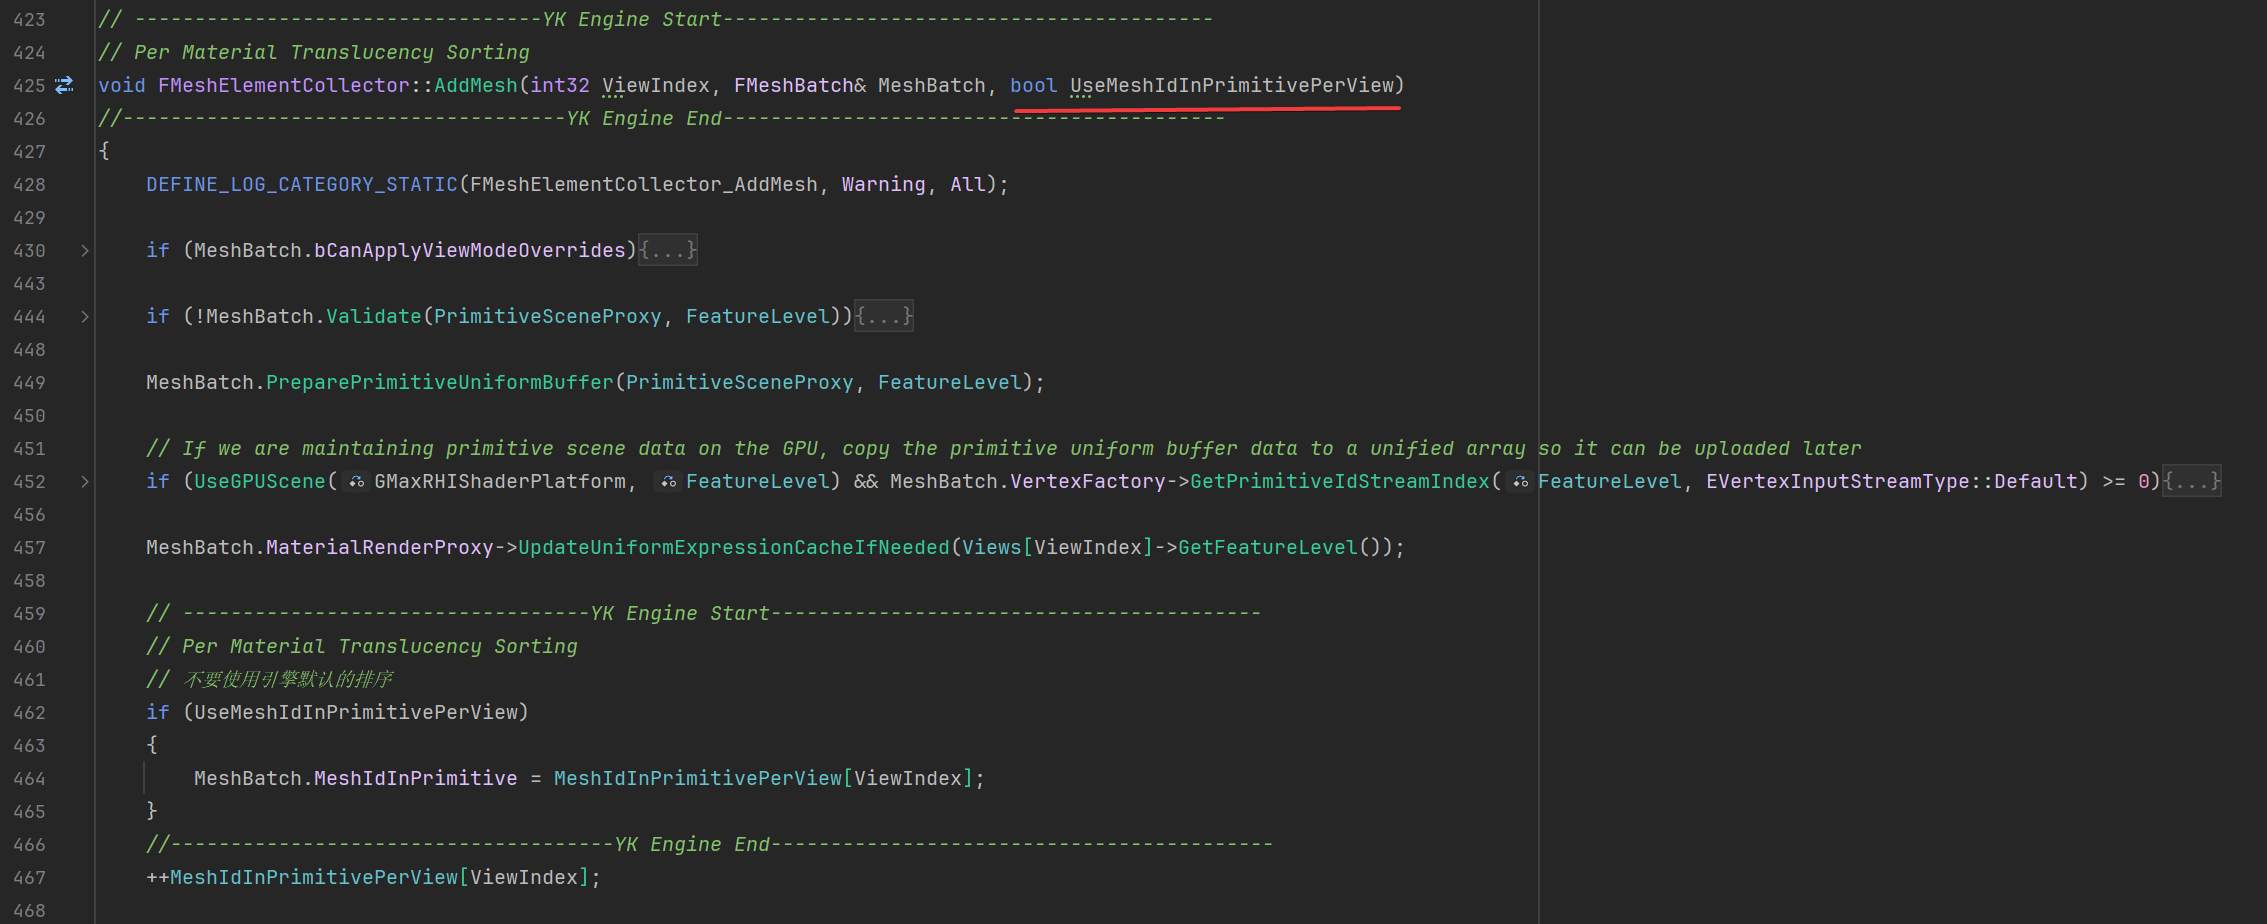 423 // ----------------------------------YK Engine Start-----------------------------------------
424 // Per Material Translucency Sorting
425 void FMeshElementCollector::AddMesh(int32 ViewIndex, FMeshBatch& MeshBatch, bool UseMeshIdInPrimitivePerView)
426 //-------------------------------------YK Engine End------------------------------------------
427 {
428 DEFINE_LOG_CATEGORY_STATIC(FMeshElementCollector_AddMesh, Warning, All);
429
430 if (MeshBatch.bCanApplyViewModeOverrides){...}
443
444 if (!MeshBatch.Validate(PrimitiveSceneProxy, FeatureLevel)){...}
448
449 MeshBatch.PreparePrimitiveUniformBuffer(PrimitiveSceneProxy, FeatureLevel);
450
451 // If we are maintaining primitive scene data on the GPU, copy the primitive uniform buffer data to a unified array so it can be uploaded later
452 if (UseGPUScene(GMaxRHIShaderPlatform, FeatureLevel) && MeshBatch.VertexFactory->GetPrimitiveIdStreamIndex(FeatureLevel, EVertexInputStreamType::Default) >= 0){...}
456
457 MeshBatch.MaterialRenderProxy->UpdateUniformExpressionCacheIfNeeded(Views[ViewIndex]->GetFeatureLevel());
458
459 // ----------------------------------YK Engine Start-----------------------------------------
460 // Per Material Translucency Sorting
461 // 不要使用引擎默认的排序
462 if (UseMeshIdInPrimitivePerView)
463 {
464 MeshBatch.MeshIdInPrimitive = MeshIdInPrimitivePerView[ViewIndex];
465 }
466 //-------------------------------------YK Engine End------------------------------------------
467 ++MeshIdInPrimitivePerView[ViewIndex];
468